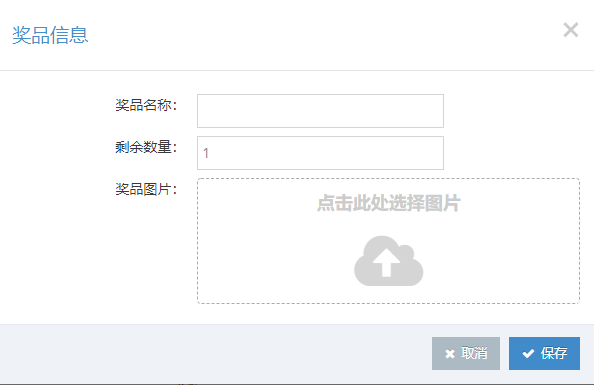 奖品信息
奖品名称：
剩余数量： 1
奖品图片：
点击此处选择图片
取消 保存